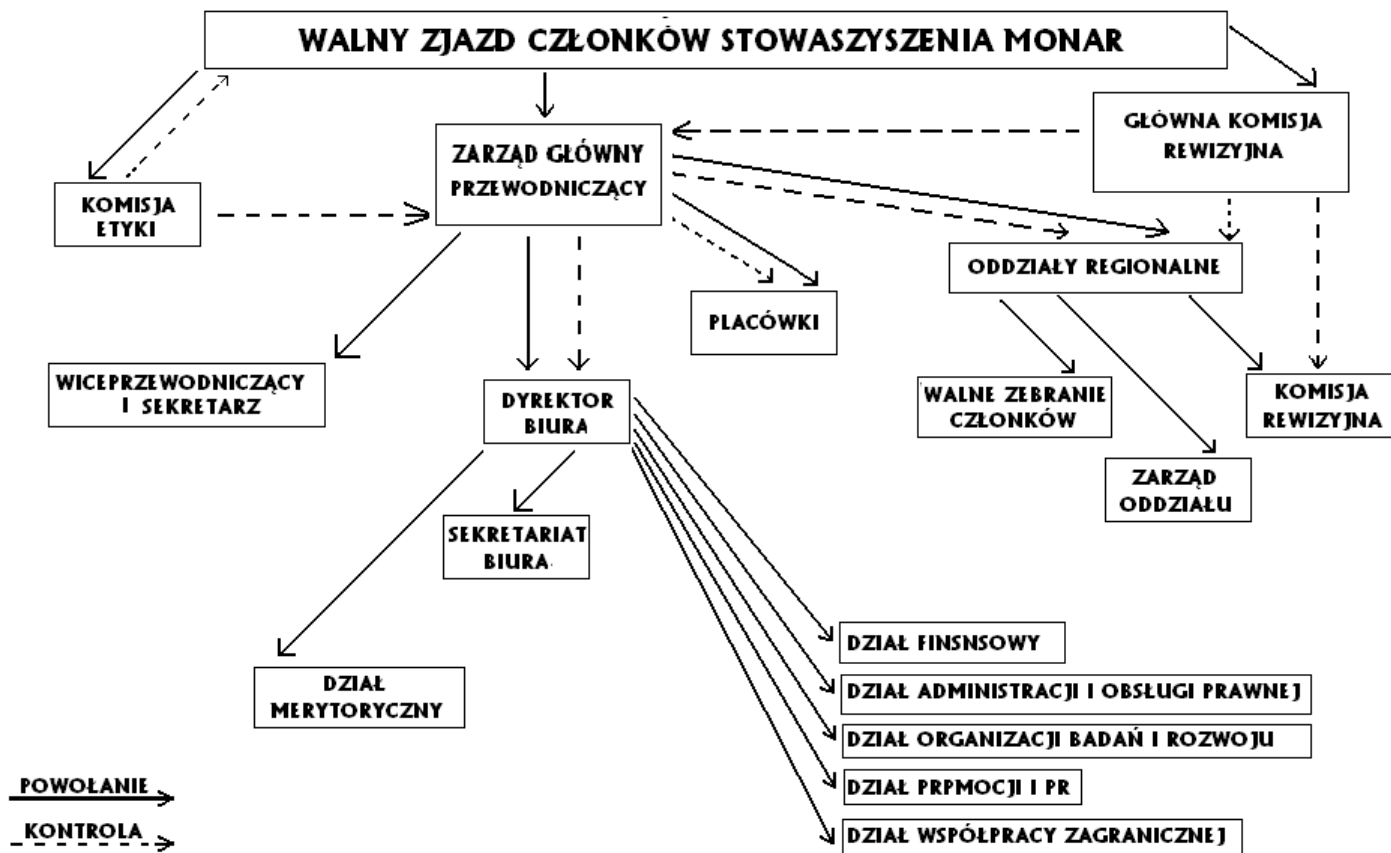 WALNY ZJAZD CZŁONKÓW STOWASZYSZENIA MONAR
GŁÓWNA KOMISJA
REWIZYJNA
ZARZĄD GŁÓWNY
PRZEWODNICZĄCY
KOMISJA
ETYKI
ODDZIAŁY REGIONALNE
PLACÓWKI
WICEPRZEWODNICZĄCY
I SEKRETARZ
DYREKTOR
BIURA
WALNE ZEBRANIE
CZŁONKÓW
KOMISJA
REWIZYJNA
ZARZĄD
ODDZIAŁU
SEKRETARIAT
BIURA
DZIAŁ
MERYTORYCZNY
DZIAŁ FINSNSOWY
DZIAŁ ADMINISTRACJI I OBSŁUGI PRAWNEJ
DZIAŁ ORGANIZACJI BADAŃ I ROZWOJU
DZIAŁ PRPMOCJI I PR
DZIAŁ WSPÓŁPRACY ZAGRANICZNEJ
POWOŁANIE
KONTROLA